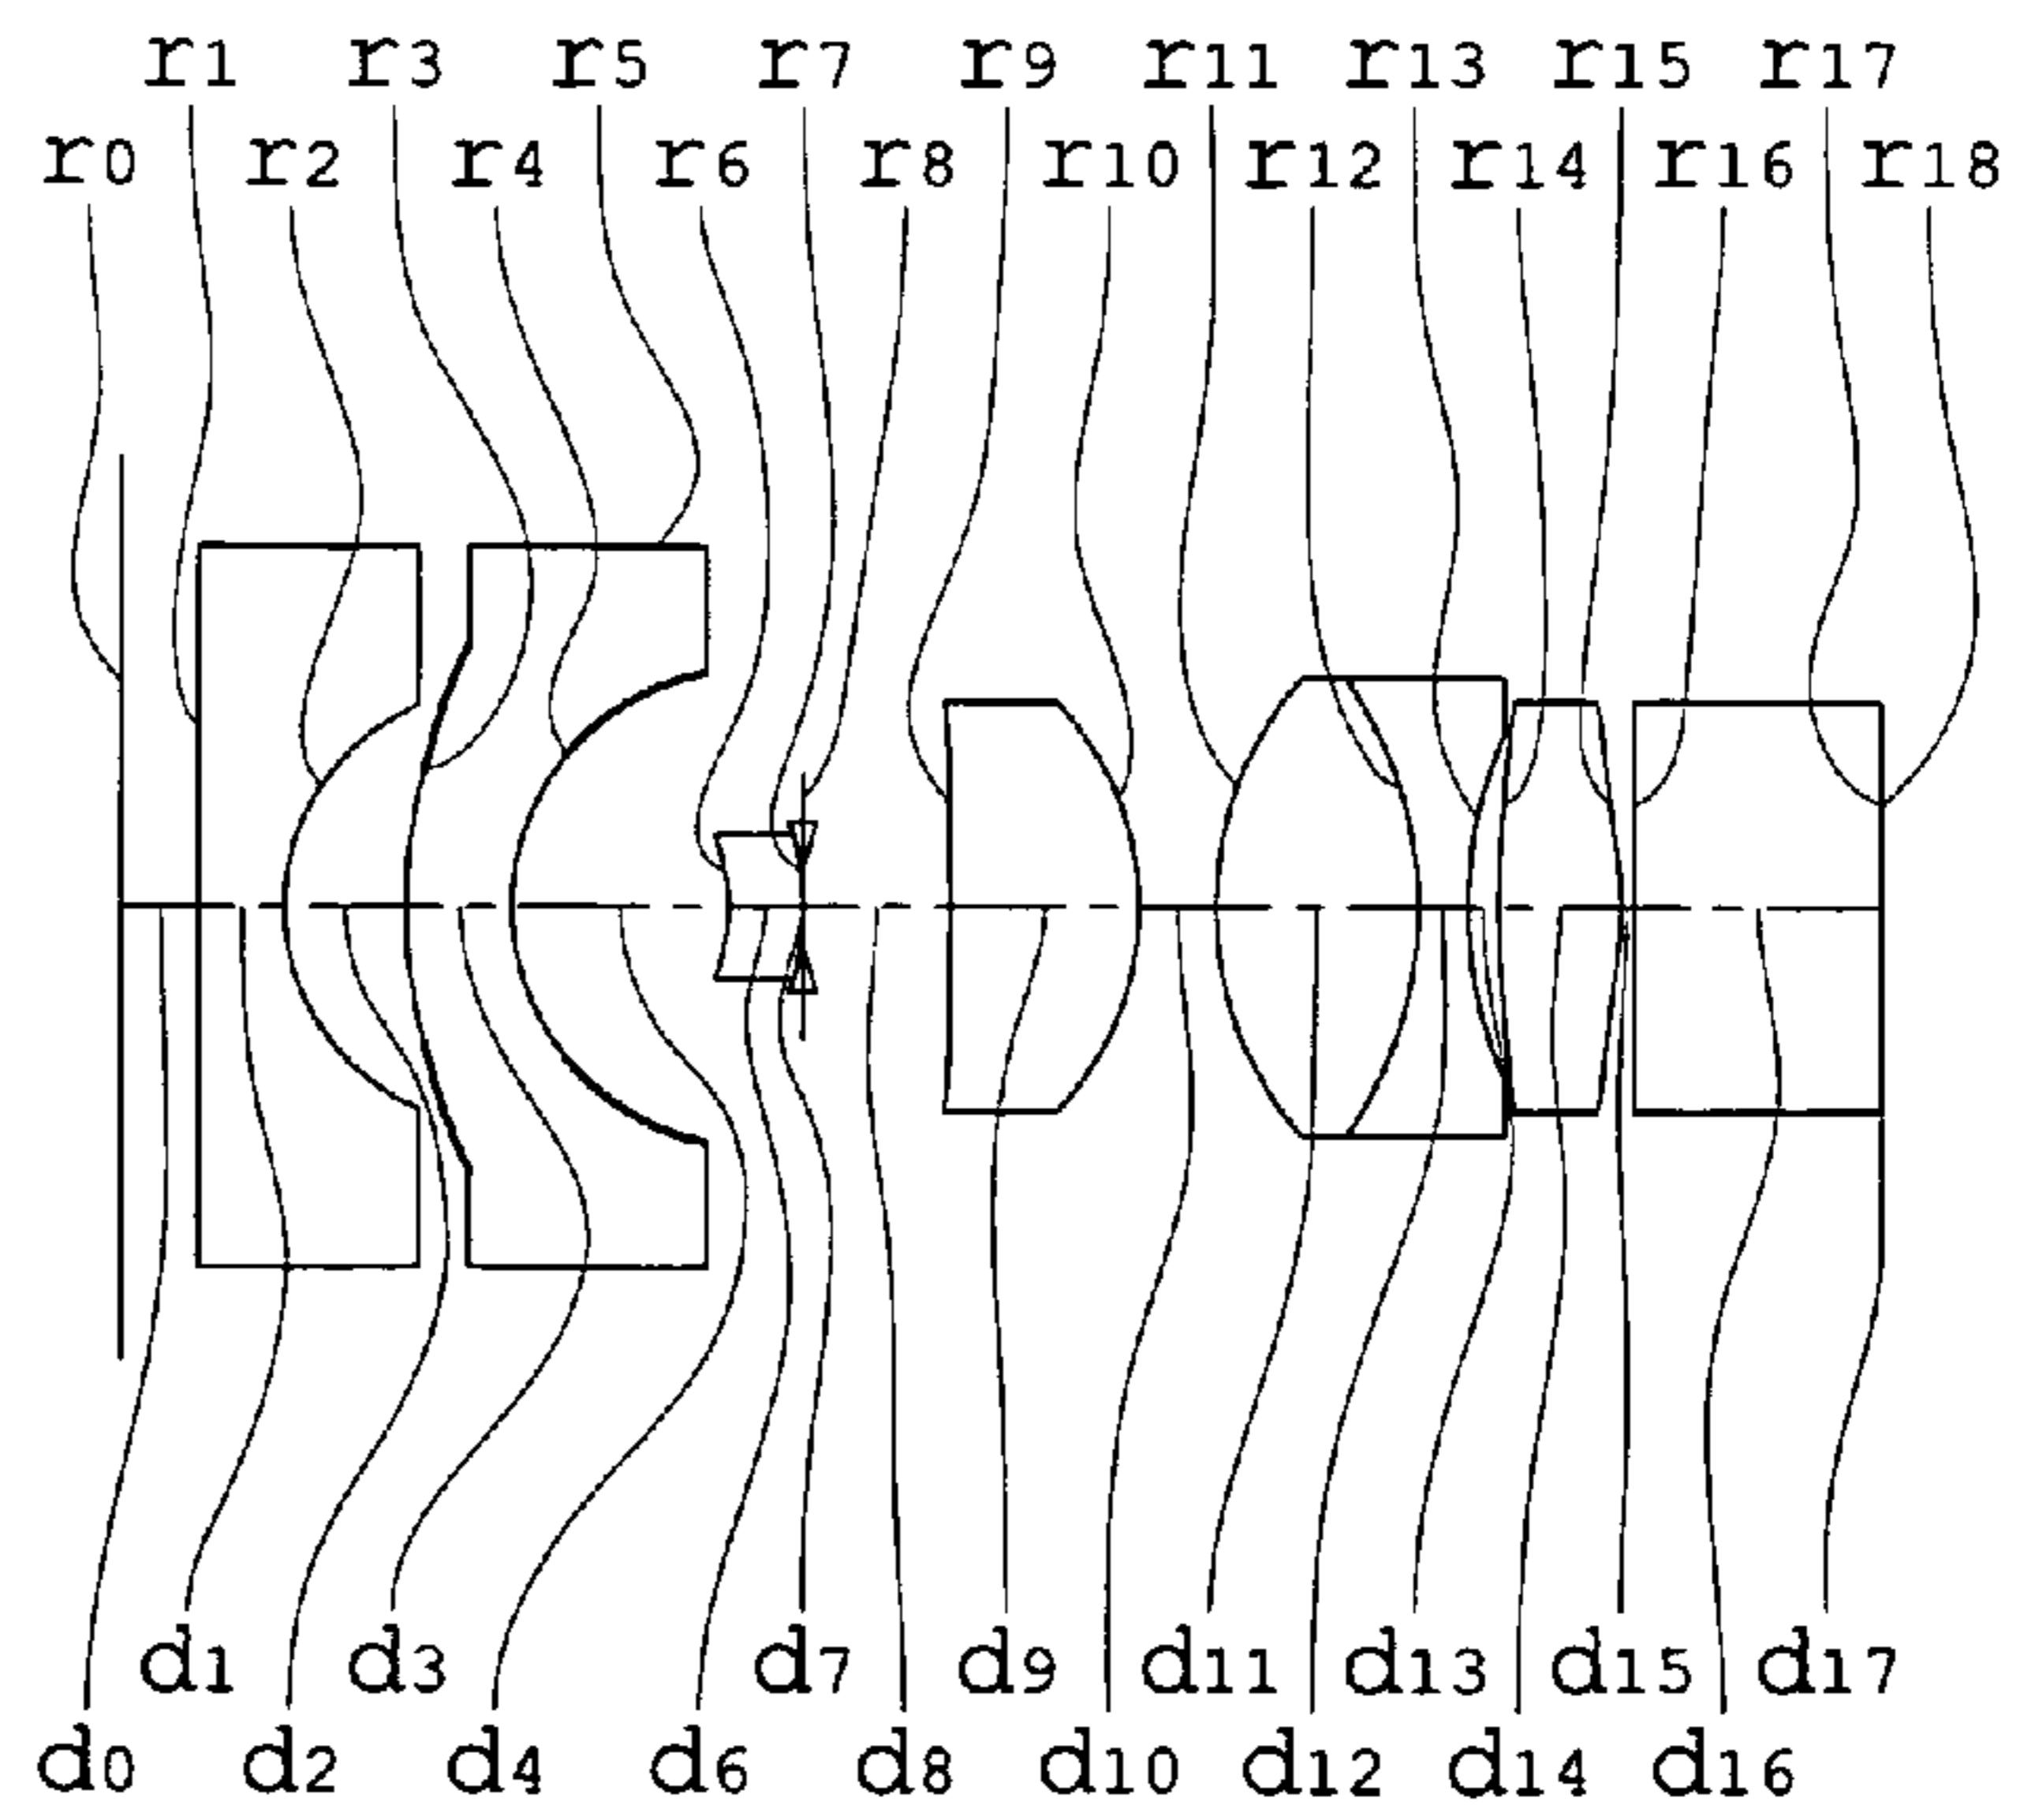 r1 r3 r5 r7 r9 r11 r13 r15 r17
r0 r2 r4 r6 r8 r10 r12 r14 r16 r18
d1 d3 d7 d9 d11 d13 d15 d17
d0 d2 d4 d6 d8 d10 d12 d14 d16